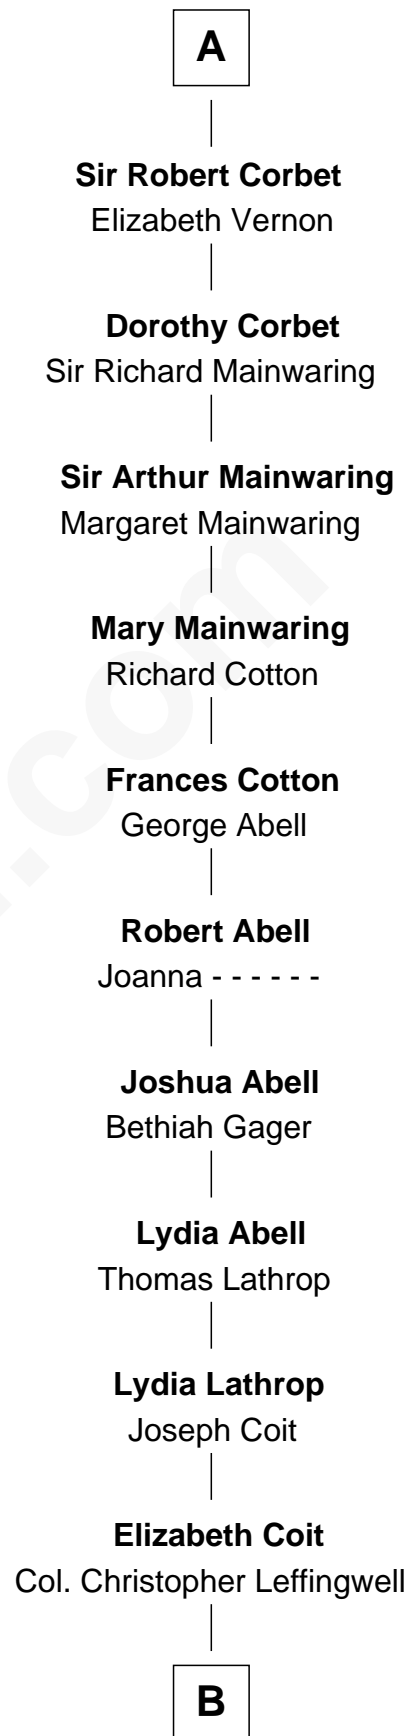 A
Sir Robert Corbet
Elizabeth Vernon
Dorothy Corbet
Sir Richard Mainwaring
Sir Arthur Mainwaring
Margaret Mainwaring
Mary Mainwaring
Richard Cotton
Frances Cotton
George Abell
Robert Abell
Joanna - - - - - -
Joshua Abell
Bethiah Gager
Lydia Abell
Thomas Lathrop
Lydia Lathrop
Joseph Coit
Elizabeth Coit
Col. Christopher Leffingwell
B
.com